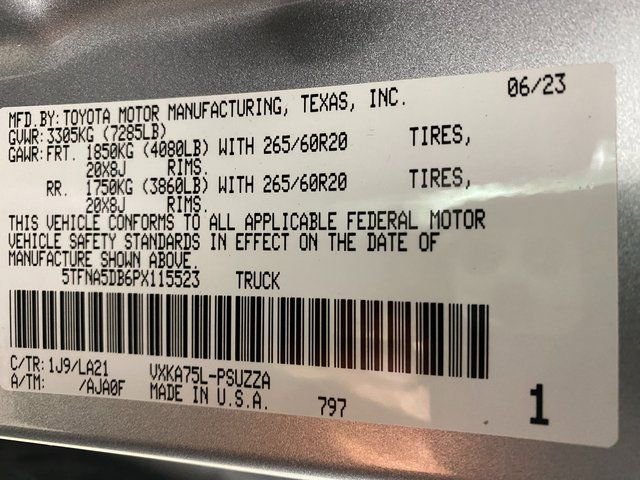 MFD.BY:TOYOTA MOTOR MANUFACTURING, TEXAS, INC. 06/23
GVWR:3305KG (7285LB)
GAWR:FRT. 1850KG (4080LB) WITH 265/60R20 TIRES,
20X8J RIMS.
RR. 1750KG (3860LB) WITH 265/60R20 TIRES,
20X8J RIMS.
THIS VEHICLE CONFORMS TO ALL APPLICABLE FEDERAL MOTOR
VEHICLE SAFETY STANDARDS IN EFFECT ON THE DATE OF
MANUFACTURE SHOWN ABOVE.
5TFNA5DB6PX115523 TRUCK
C/TR: 1J9/LA21 VXKA75L-PSUZZA
A/TM: /AJA0F MADE IN U.S.A. 797 1